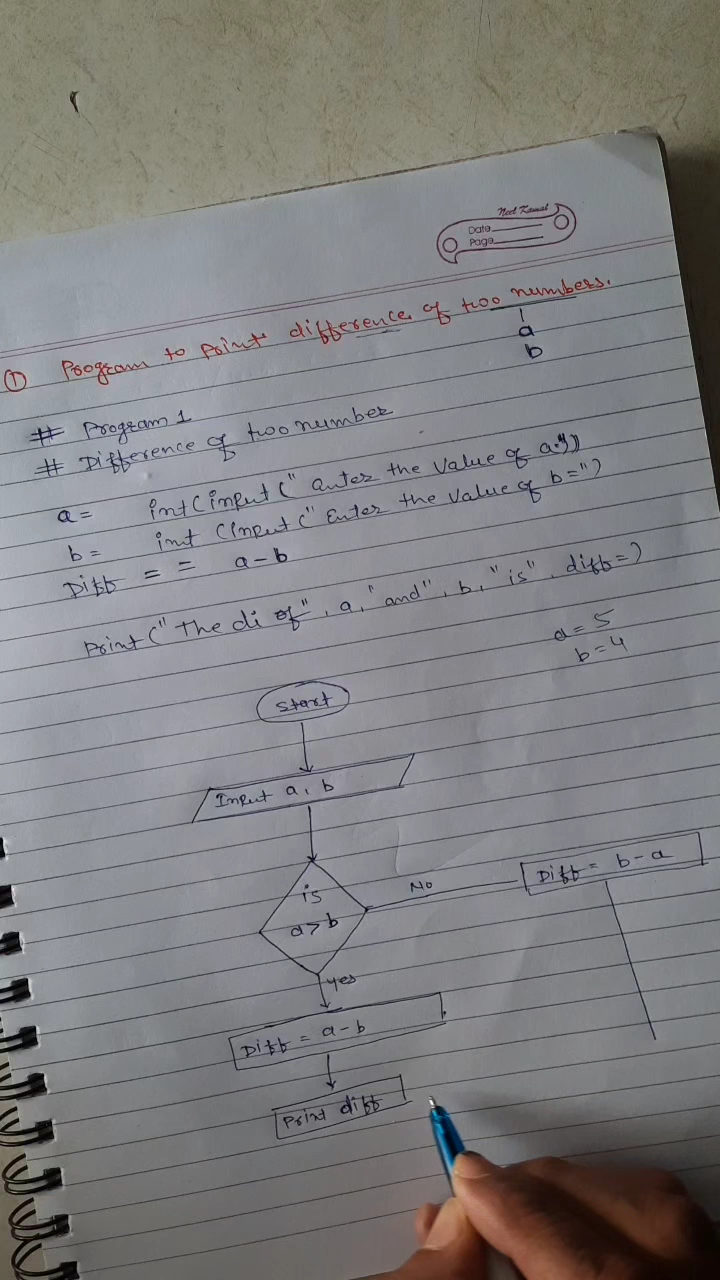 Neel Kamal
Date
Page
① Program to print difference of two numbers.
a
b
# Program 1
# Difference of two number
a = int (input (" anter the value of a="))
b = int (input (" Enter the value of b=")
Diff = = a-b
print (" The di of", a, "and", b, "is", diff=)
a = 5
b = 4
Start
Input a, b
is
a>b
No
Diff = b - a
yes
Diff = a-b
Print diff